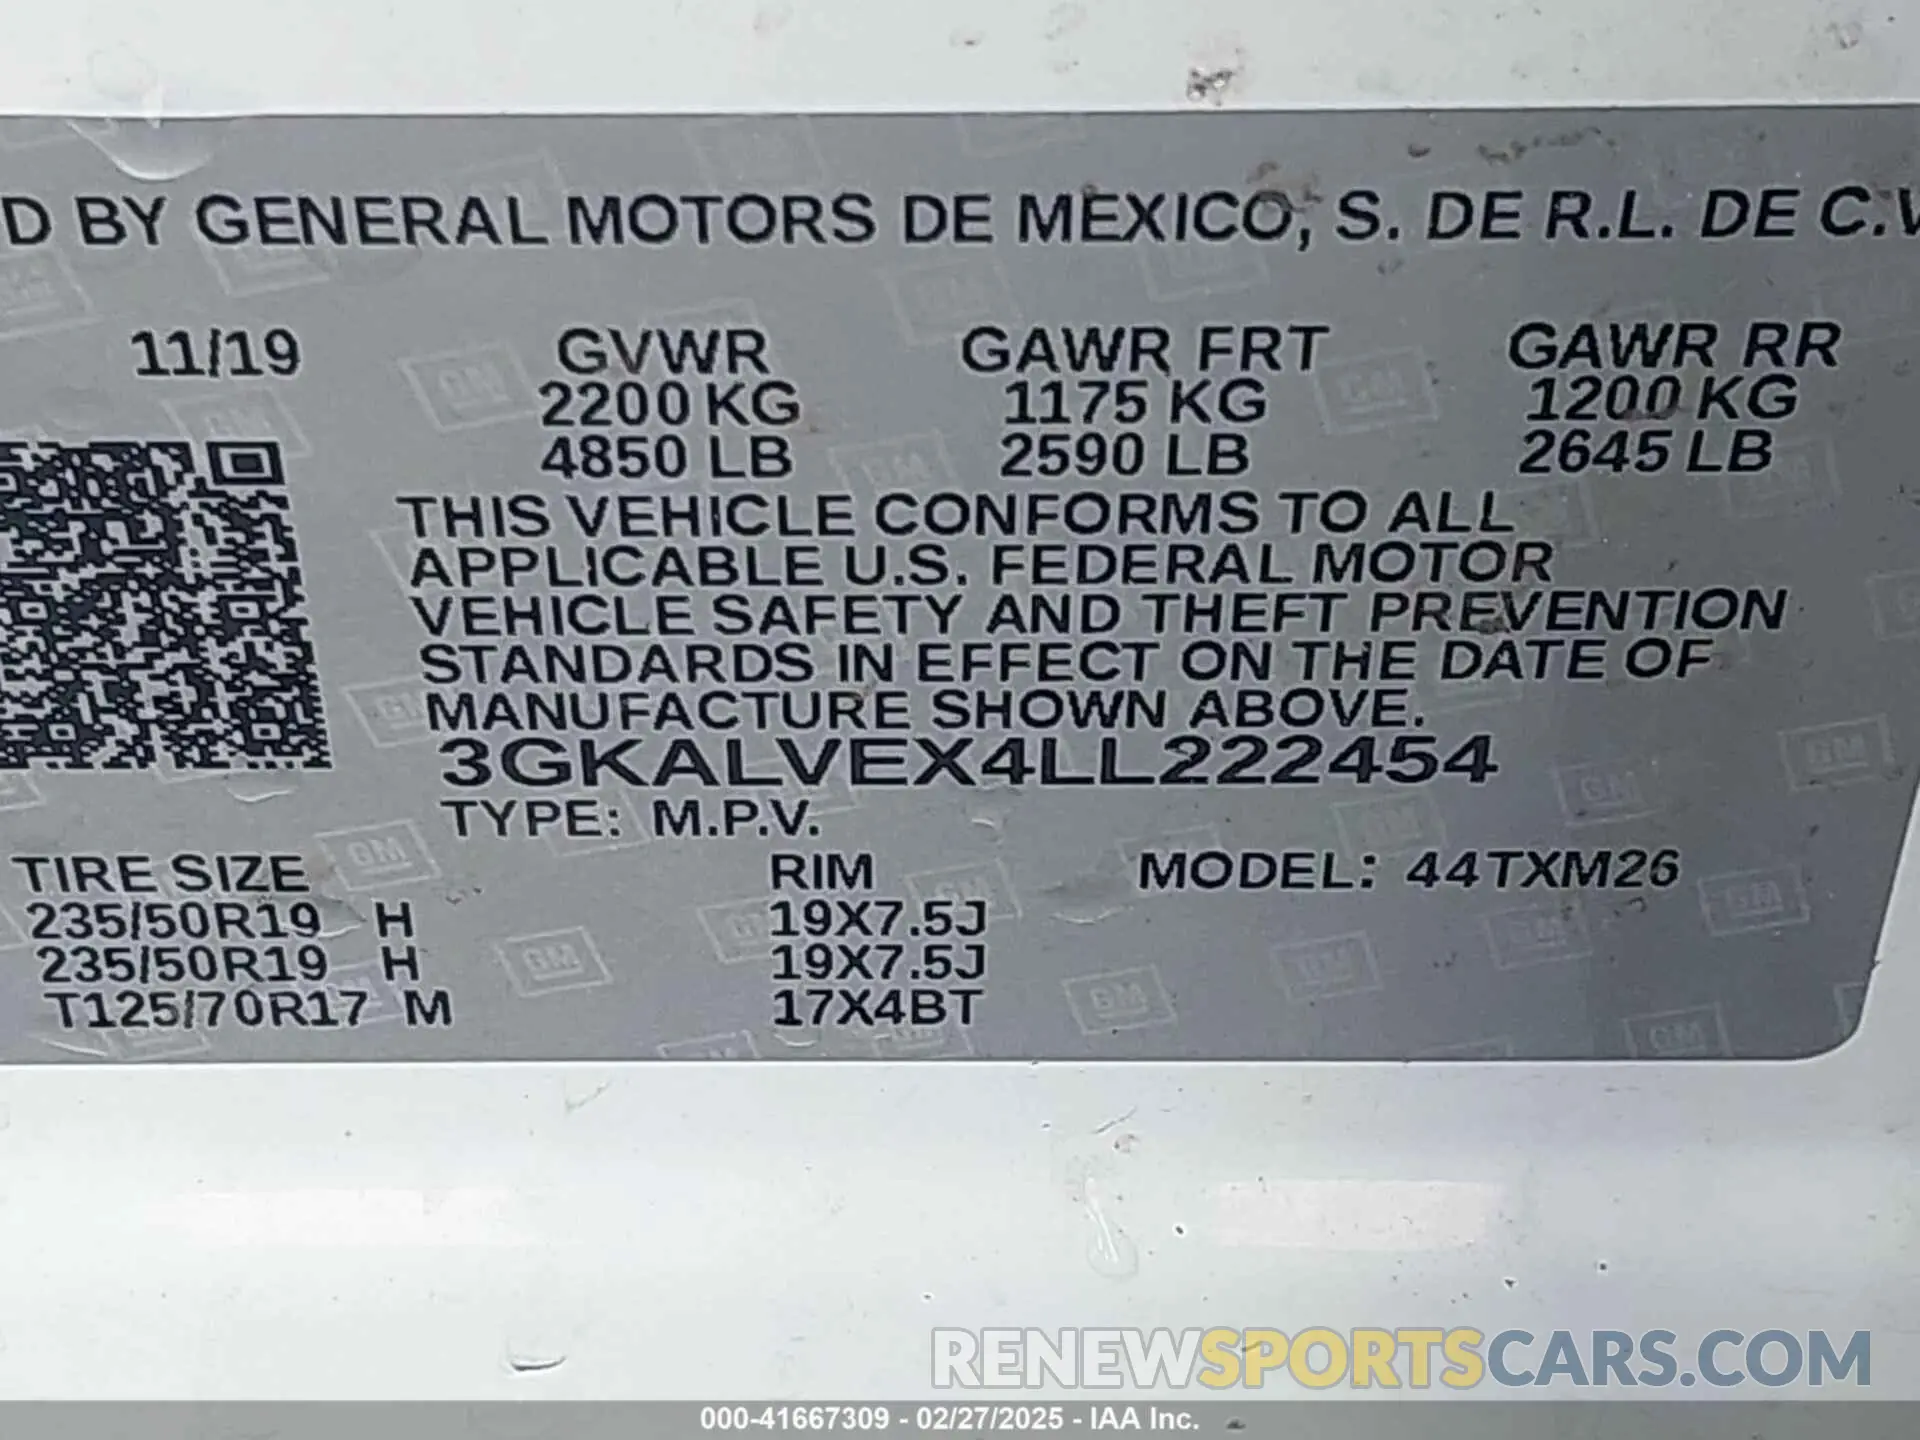 D BY GENERAL MOTORS DE MEXICO, S. DE R.L. DE C.V
11/19 GVWR GAWR FRT GAWR RR
2200 KG 1175 KG 1200 KG
4850 LB 2590 LB 2645 LB
THIS VEHICLE CONFORMS TO ALL
APPLICABLE U.S. FEDERAL MOTOR
VEHICLE SAFETY AND THEFT PREVENTION
STANDARDS IN EFFECT ON THE DATE OF
MANUFACTURE SHOWN ABOVE.
3GKALVEX4LL222454
TYPE: M.P.V.
TIRE SIZE RIM MODEL: 44TXM26
235/50R19 H 19X7.5J
235/50R19 H 19X7.5J
T125/70R17 M 17X4BT
RENEWSPORTSCARS.COM
000-41667309 - 02/27/2025 - IAA Inc.